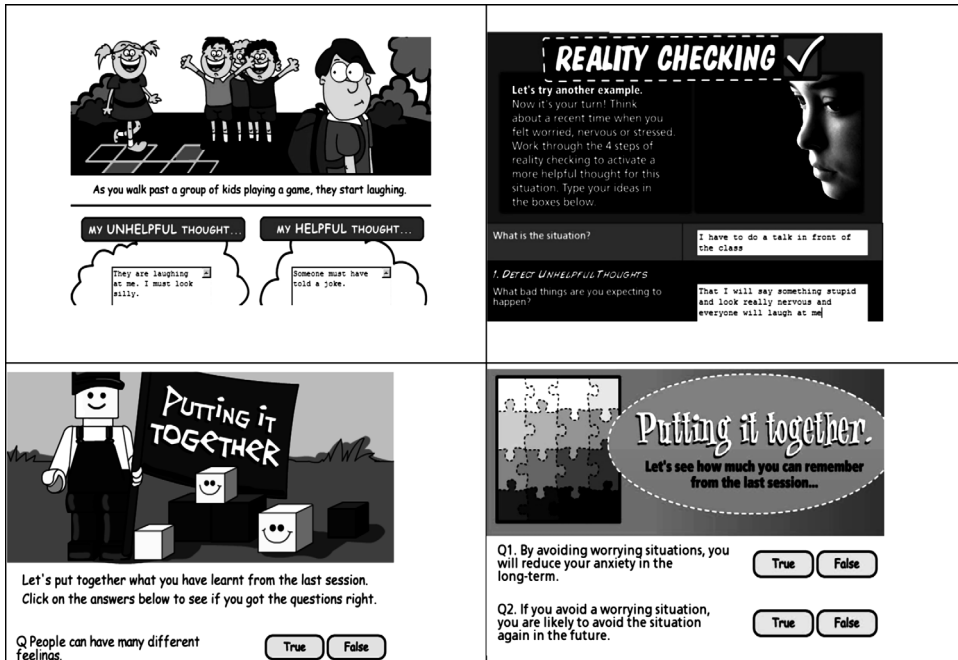 As you walk past a group of kids playing a game, they start laughing.
MY UNHELPFUL THOUGHT...
MY HELPFUL THOUGHT...
They are laughing
at me. I must look
silly.
Someone must have
told a joke.
REALITY CHECKING
Let's try another example.
Now it's your turn! Think
about a recent time when you
felt worried, nervous or stressed.
Work through the 4 steps of
reality checking to activate a
more helpful thought for this
situation. Type your ideas in
the boxes below.
What is the situation?
I have to do a talk in front of
the class
1. DETECT UNHELPFUL THOUGHTS
What bad things are you expecting to
happen?
That I will say something stupid
and look really nervous and
everyone will laugh at me
PUTTING IT
TOGETHER
Let's put together what you have learnt from the last session.
Click on the answers below to see if you got the questions right.
Q People can have many different
feelings.
True
False
Putting it together.
Let's see how much you can remember
from the last session...
Q1. By avoiding worrying situations, you
will reduce your anxiety in the
long-term.
True
False
Q2. If you avoid a worrying situation,
you are likely to avoid the situation
again in the future.
True
False